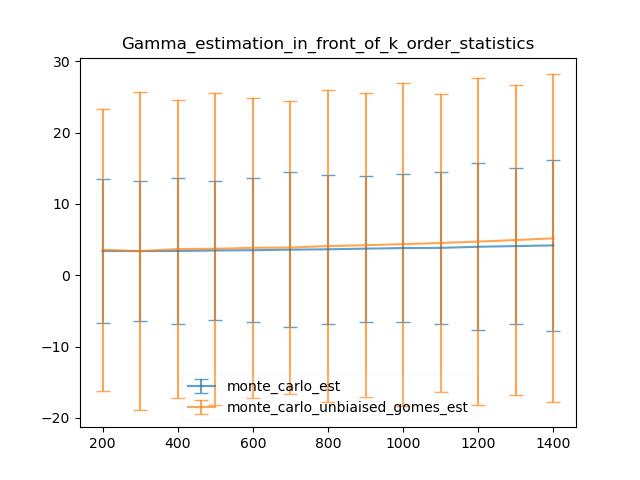 Gamma_estimation_in_front_of_k_order_statistics
30
20
10
0
−10
−20
monte_carlo_est
monte_carlo_unbiaised_gomes_est
200 400 600 800 1000 1200 1400